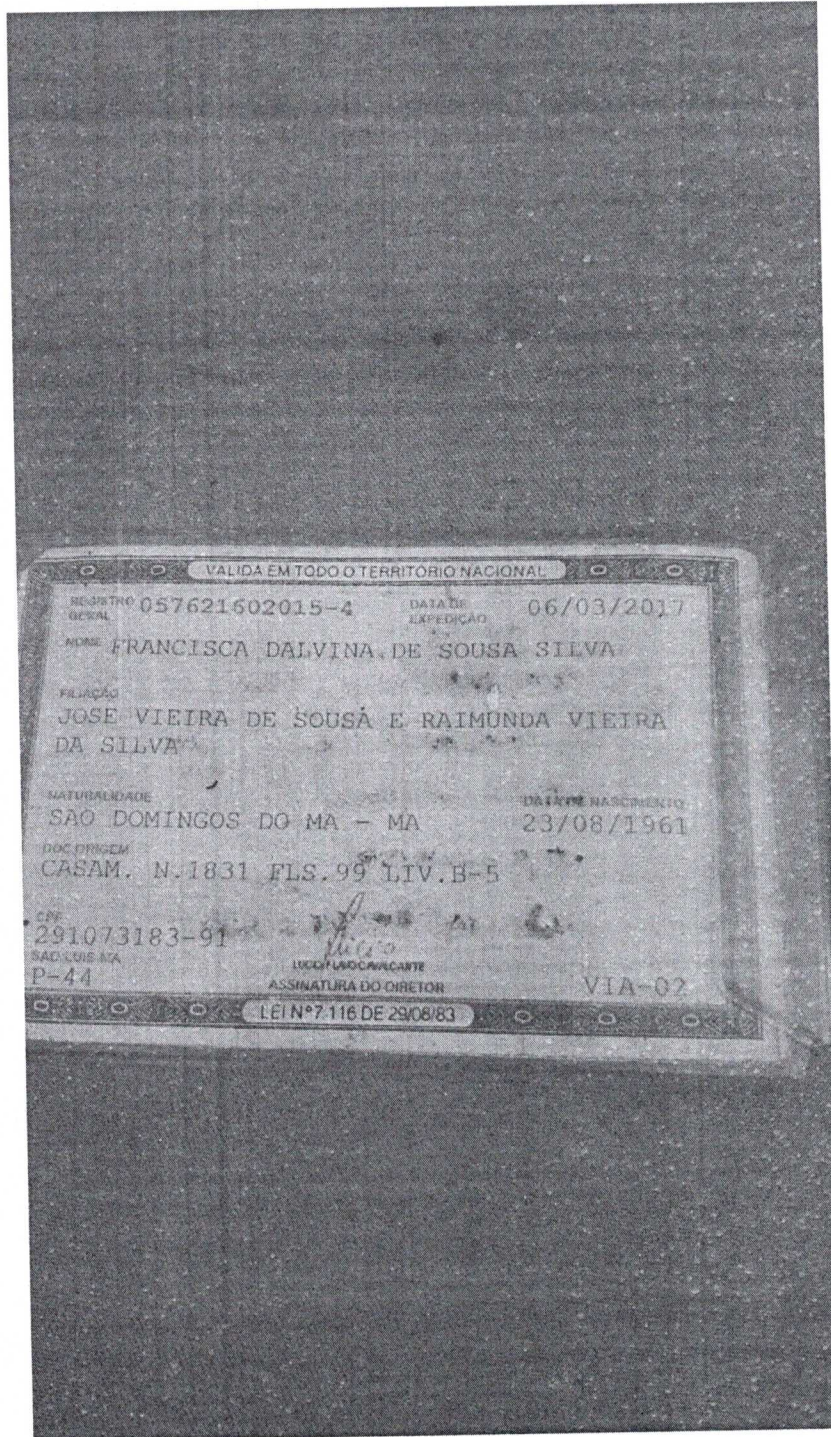 VALIDA EM TODO O TERRITÓRIO NACIONAL
REGISTRO GERAL 057621602015-4 DATA DE EXPEDIÇÃO 06/03/2017
NOME FRANCISCA DALVINA DE SOUSA SILVA
FILIAÇÃO
JOSE VIEIRA DE SOUSA E RAIMUNDA VIEIRA
DA SILVA
NATURALIDADE DATA DE NASCIMENTO
SAO DOMINGOS DO MA - MA 23/08/1961
DOC ORIGEM
CASAM. N.1831 FLS.99 LIV.B-5
CPF
291073183-91
SAO LUIS MA
P-44
ASSINATURA DO DIRETOR VIA-02
LEI Nº 7.116 DE 29/08/83